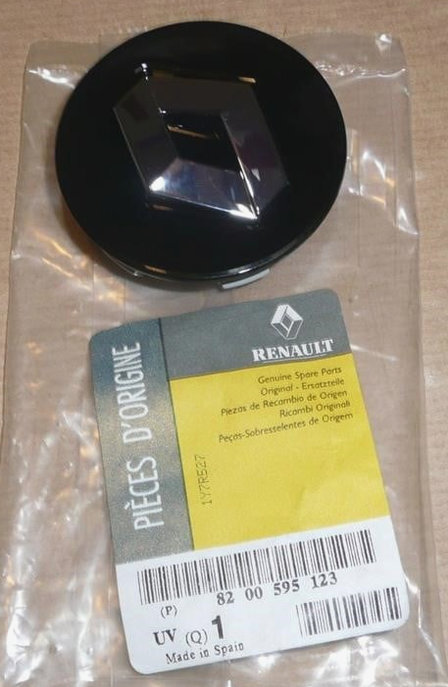 PIÈCES D'ORIGINE
RENAULT
Genuine Spare Parts
Original - Ersatzteile
Piezas de Recambio de Origen
Ricambi Originali
Peças-Sobresselentes de Origem
1Y7R527
(P) 82 00 595 123
UV (Q) 1
Made in Spain